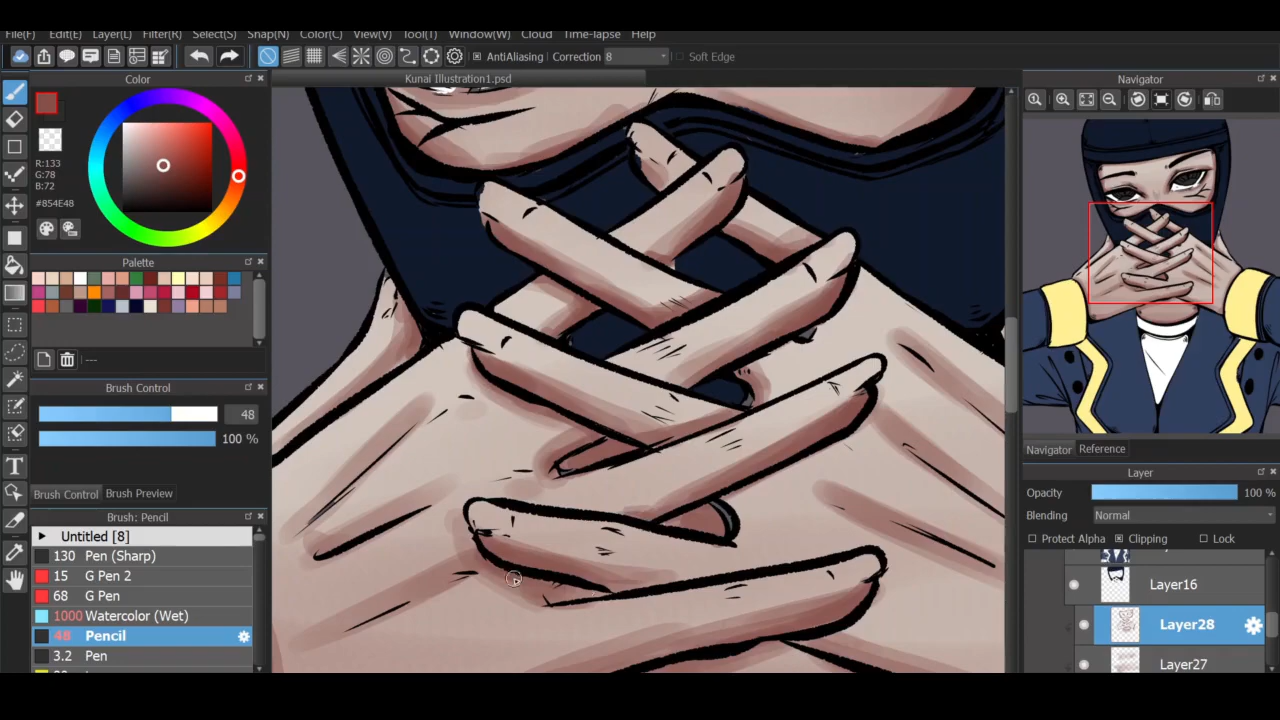 File(F) Edit(E) Layer(L) Filter(R) Select(S) Snap(N) Color(C) View(V) Tool(T) Window(W) Cloud Time-lapse Help
AntiAliasing Correction 8 Soft Edge
Color
Kunai Illustration1.psd
Navigator
R:133
G:78
B:72
#854E48
Palette
---
Brush Control
48
100 %
Brush Control Brush Preview
Brush: Pencil
Untitled [8]
130 Pen (Sharp)
15 G Pen 2
68 G Pen
1000 Watercolor (Wet)
48 Pencil
3.2 Pen
Navigator Reference
Layer
Opacity 100 %
Blending Normal
Protect Alpha Clipping Lock
Layer16
Layer28
Layer27